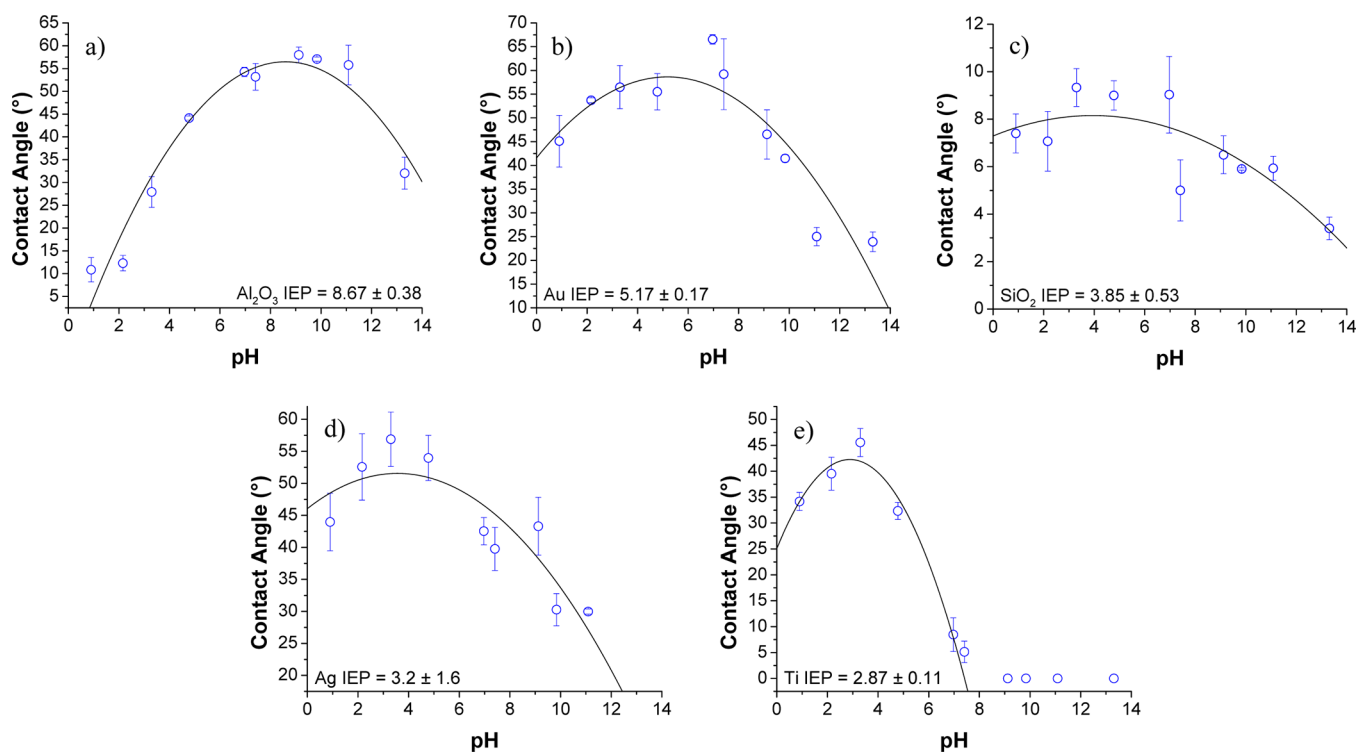 a)
Contact Angle (°)
65
60
55
50
45
40
35
30
25
20
15
10
5
Al₂O₃ IEP = 8.67 ± 0.38
0 2 4 6 8 10 12 14
pH
b)
Contact Angle (°)
70
65
60
55
50
45
40
35
30
25
20
15
10
Au IEP = 5.17 ± 0.17
0 2 4 6 8 10 12 14
pH
c)
Contact Angle (°)
12
10
8
6
4
2
0
SiO₂ IEP = 3.85 ± 0.53
0 2 4 6 8 10 12 14
pH
d)
Contact Angle (°)
60
55
50
45
40
35
30
25
20
Ag IEP = 3.2 ± 1.6
0 2 4 6 8 10 12 14
pH
e)
Contact Angle (°)
50
45
40
35
30
25
20
15
10
5
0
Ti IEP = 2.87 ± 0.11
0 2 4 6 8 10 12 14
pH